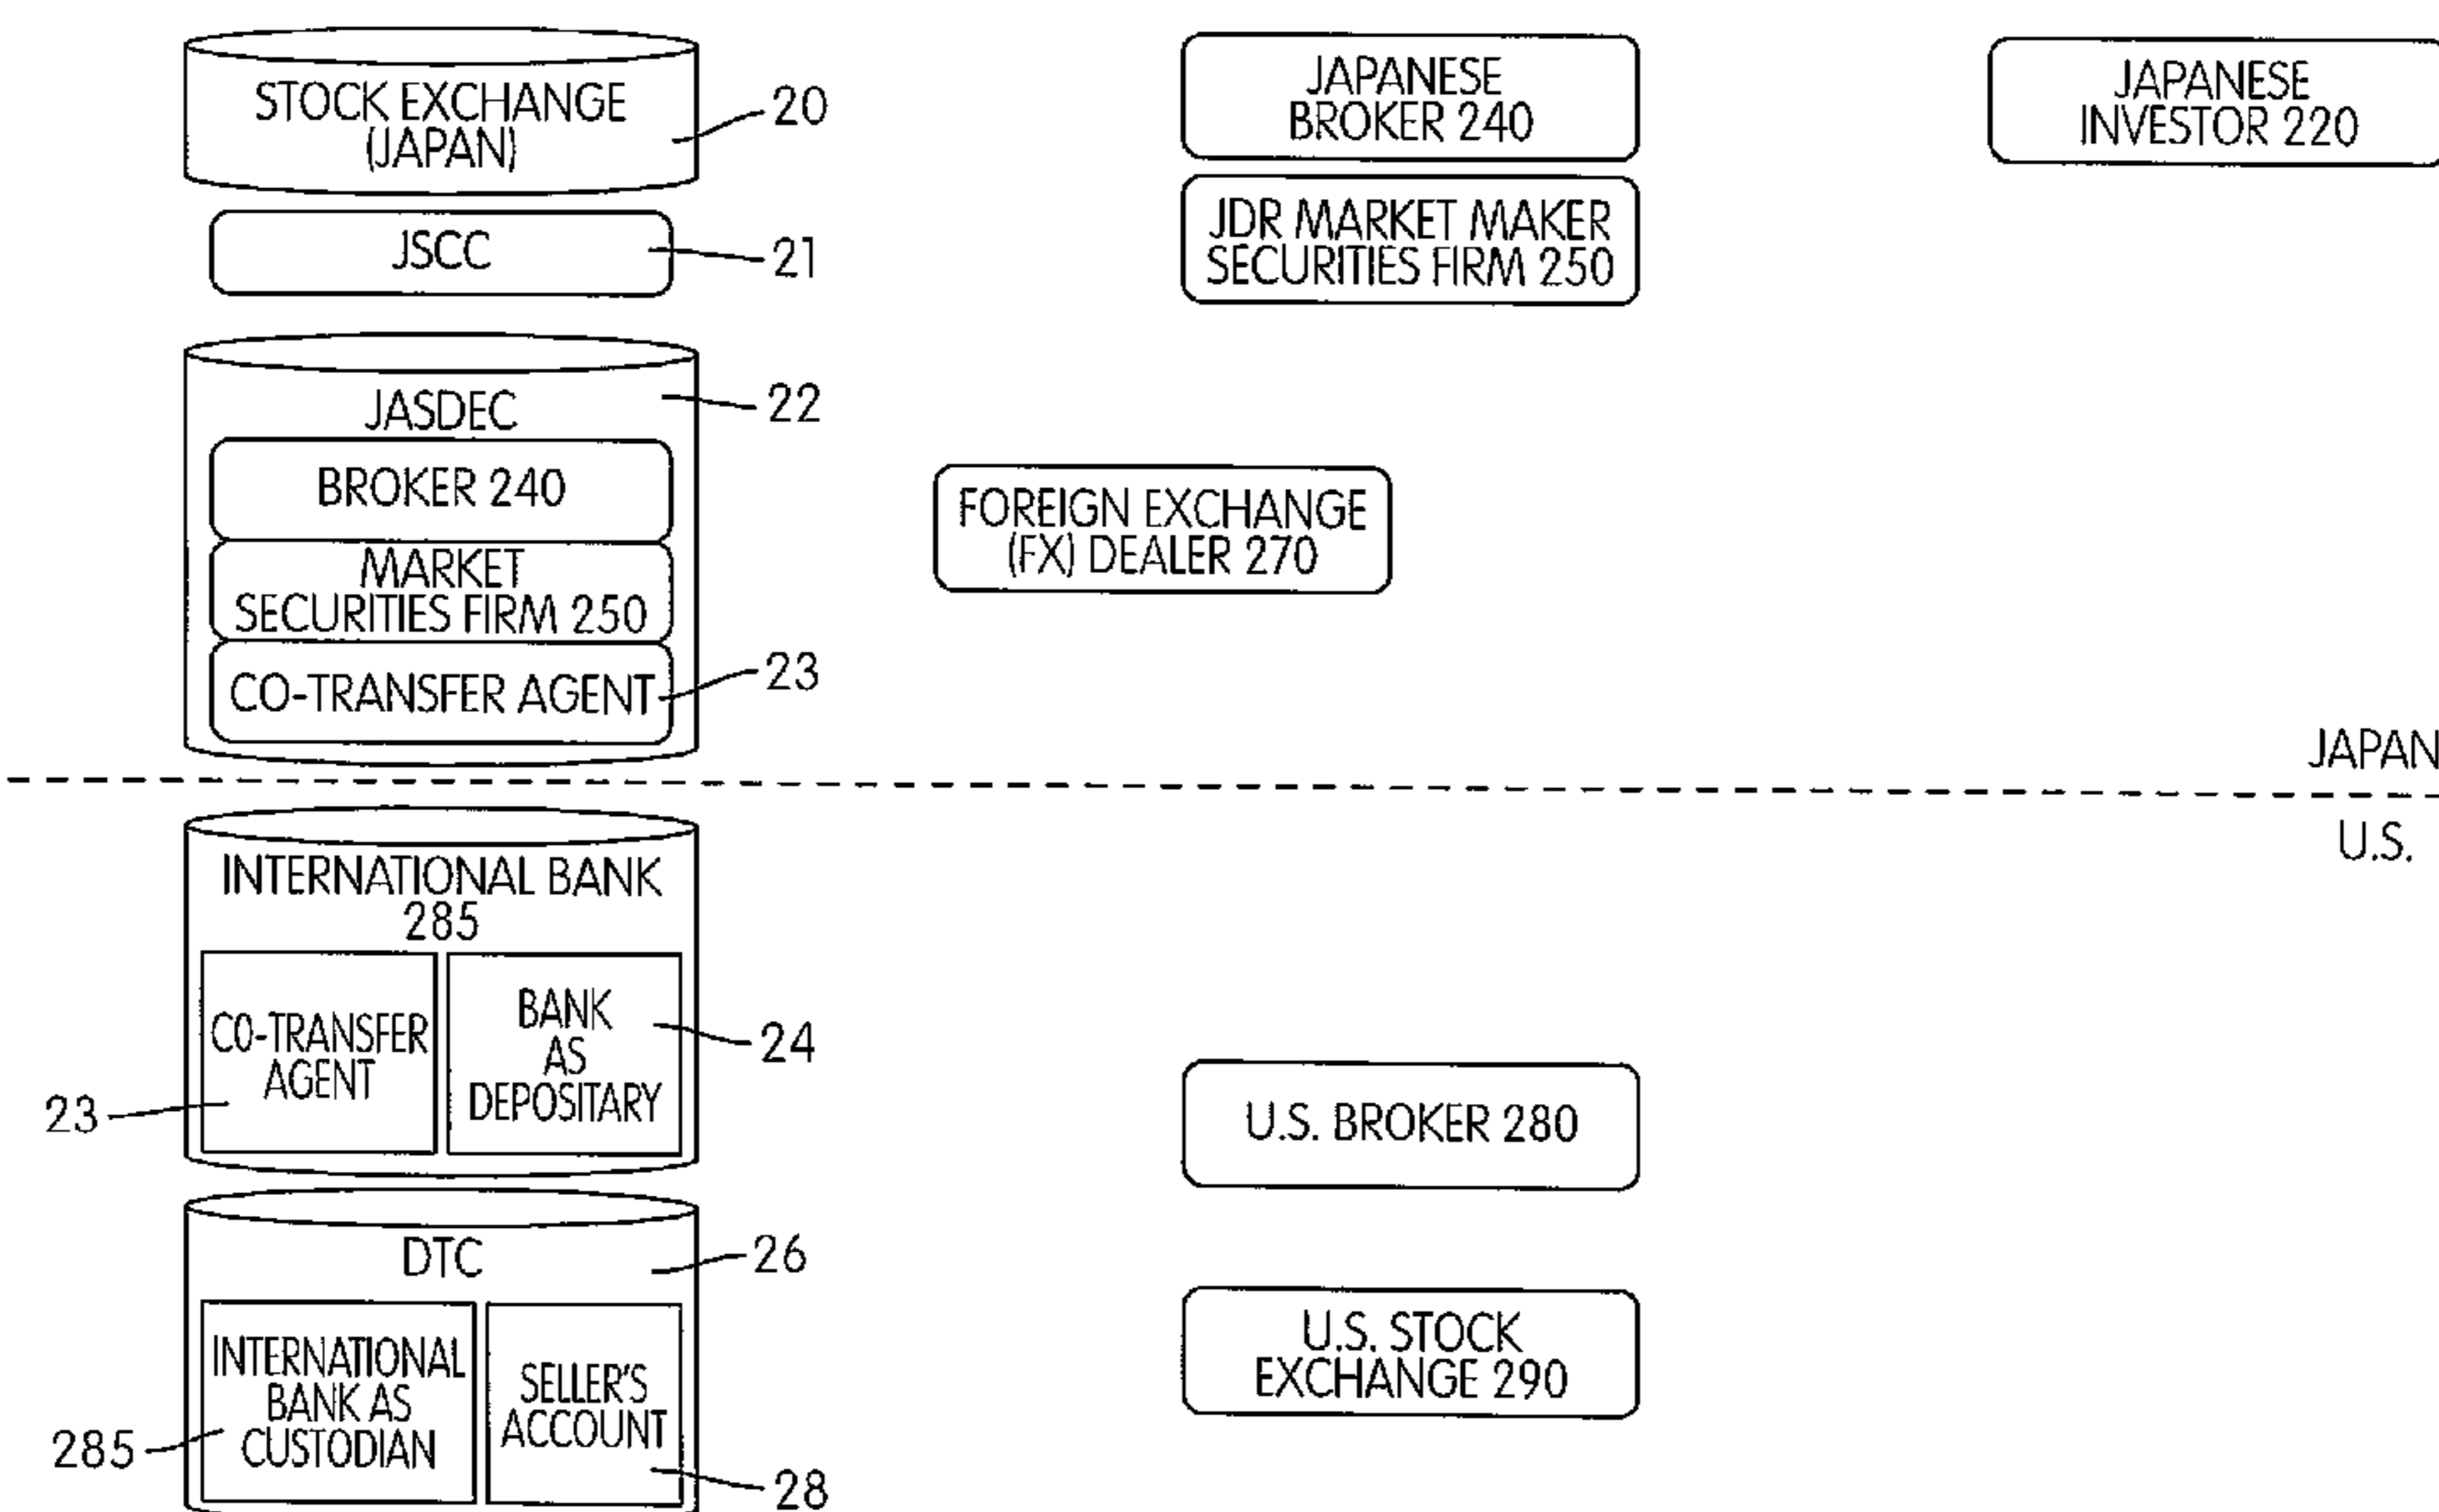 STOCK EXCHANGE
(JAPAN)
20
JSCC
21
JAPANESE
BROKER 240
JDR MARKET MAKER
SECURITIES FIRM 250
JAPANESE
INVESTOR 220
JASDEC
22
BROKER 240
MARKET
SECURITIES FIRM 250
CO-TRANSFER AGENT
23
FOREIGN EXCHANGE
(FX) DEALER 270
JAPAN
U.S.
INTERNATIONAL BANK
285
CO-TRANSFER
AGENT
23
BANK
AS
DEPOSITARY
24
U.S. BROKER 280
DTC
26
INTERNATIONAL
BANK AS
CUSTODIAN
285
SELLER'S
ACCOUNT
28
U.S. STOCK
EXCHANGE 290